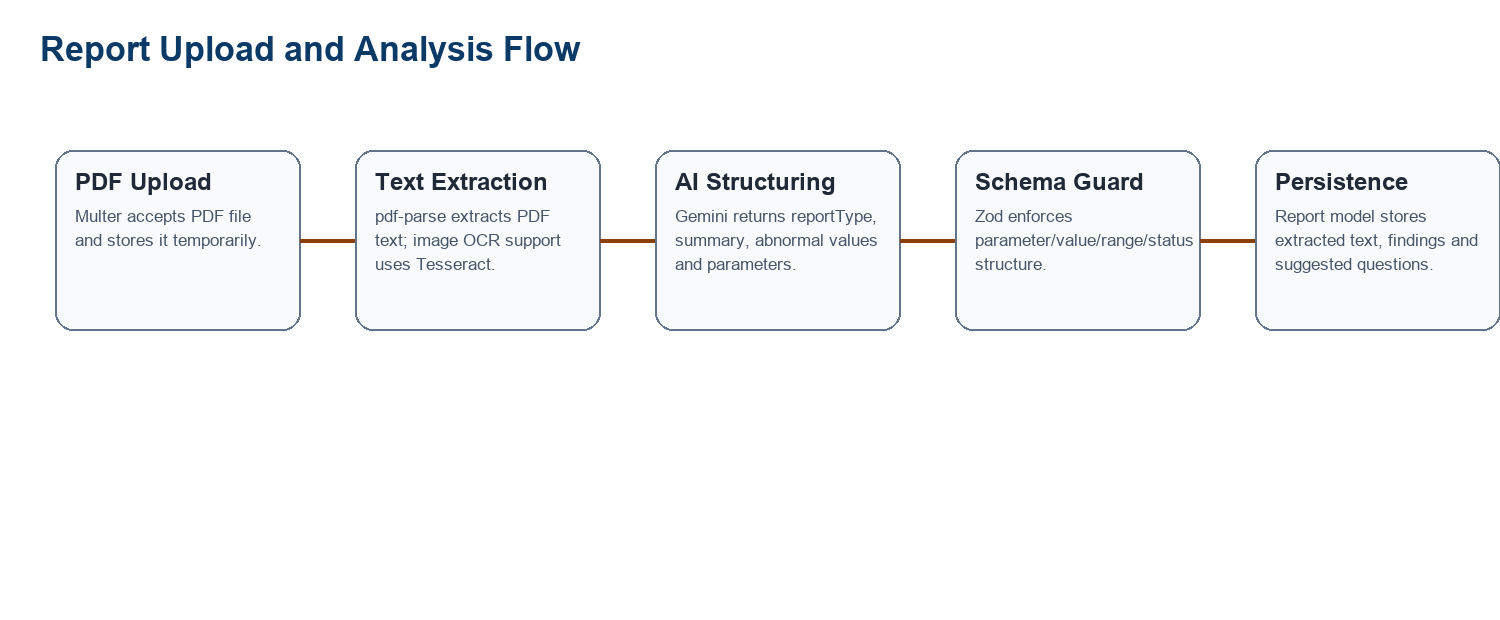 Report Upload and Analysis Flow
PDF Upload
Multer accepts PDF file
and stores it temporarily.
Text Extraction
pdf-parse extracts PDF
text; image OCR support
uses Tesseract.
AI Structuring
Gemini returns reportType,
summary, abnormal values
and parameters.
Schema Guard
Zod enforces
parameter/value/range/status
structure.
Persistence
Report model stores
extracted text, findings and
suggested questions.